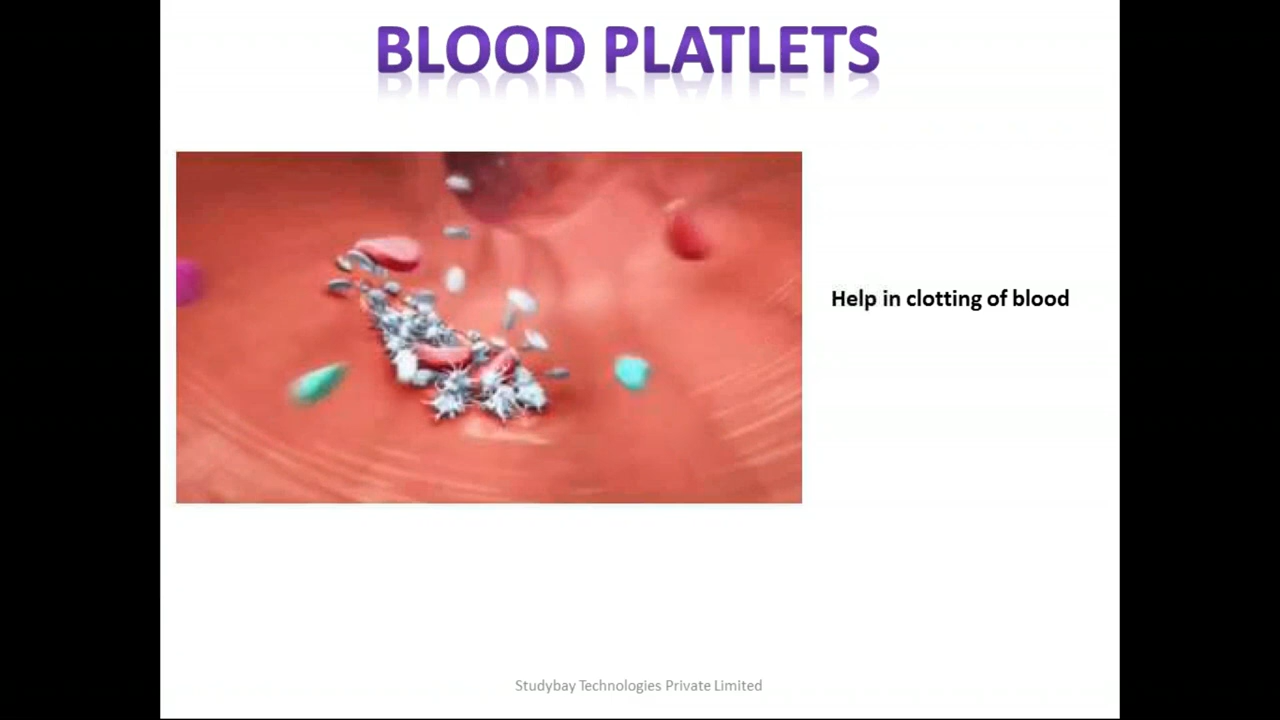 BLOOD PLATLETS
Help in clotting of blood
Studybay Technologies Private Limited